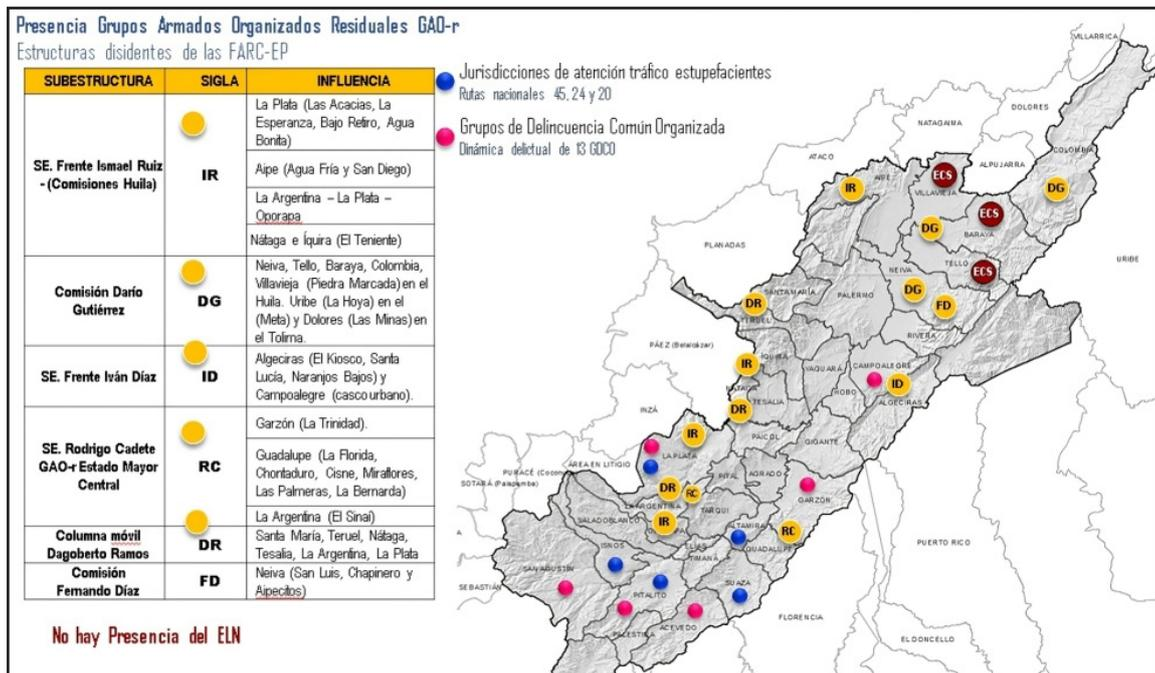 Presencia Grupos Armados Organizados Residuales GAO-r
Estructuras disidentes de las FARC-EP
SUBESTRUCTURA SIGLA INFLUENCIA
SE. Frente Ismael Ruiz
- (Comisiones Huila)
IR
La Plata (Las Acacias, La
Esperanza, Bajo Retiro, Agua
Bonita)
Aipe (Agua Fría y San Diego)
La Argentina – La Plata –
Oporapa
Nátaga e Íquira (El Teniente)
Comisión Darío
Gutiérrez
DG
Neiva, Tello, Baraya, Colombia,
Villavieja (Piedra Marcada) en el
Huila. Uribe (La Hoya) en el
(Meta) y Dolores (Las Minas) en
el Tolima.
SE. Frente Iván Díaz
ID
Algeciras (El Kiosco, Santa
Lucía, Naranjos Bajos) y
Campoalegre (casco urbano).
SE. Rodrigo Cadete
GAO-r Estado Mayor
Central
RC
Garzón (La Trinidad).
Guadalupe (La Florida,
Chontaduro, Cisne, Miraflores,
Las Palmeras, La Bernarda)
La Argentina (El Sinaí)
Columna móvil
Dagoberto Ramos
DR
Santa María, Teruel, Nátaga,
Tesalia, La Argentina, La Plata
Comisión
Fernando Díaz
FD
Neiva (San Luis, Chapinero y
Aipecitos)
No hay Presencia del ELN
Jurisdicciones de atención tráfico estupefacientes
Rutas nacionales 45, 24 y 20
Grupos de Delincuencia Común Organizada
Dinámica delictual de 13 GDCO
VILLARRICA
DOLORES
NATAGAIMA
COLOMBIA
ALPUJARRA
ATACO
AIPE
ECS
VILLAVIEJA
IR
DG
ECS
DG
BARAYA
PLANADAS
TELLO
ECS
URIBE
NEIVA
DG
FD
SANTA MARÍA
PALERMO
DR
TERUEL
RIVERA
PÁEZ (Belalcázar)
ÍQUIRA
IR
YAGUARÁ
CAMPOALEGRE
ID
HOBO
ALGECIRAS
TESALIA
DR
INZÁ
IR
PAICOL
GIGANTE
LA PLATA
ÁREA EN LITIGIO
AGRADO
PITAL
SOTARÁ (Paispamba)
GARZÓN
DR
RC
LA ARGENTINA
TARQUI
SALADOBLANCO
IR
ALTAMIRA
RC
GUADALUPE
ELÍAS
PUERTO RICO
ISNOS
TIMANÁ
SAN AGUSTÍN
SUAZA
SEBASTIÁN
PITALITO
FLORENCIA
PALESTINA
ACEVEDO
EL DONCELLO